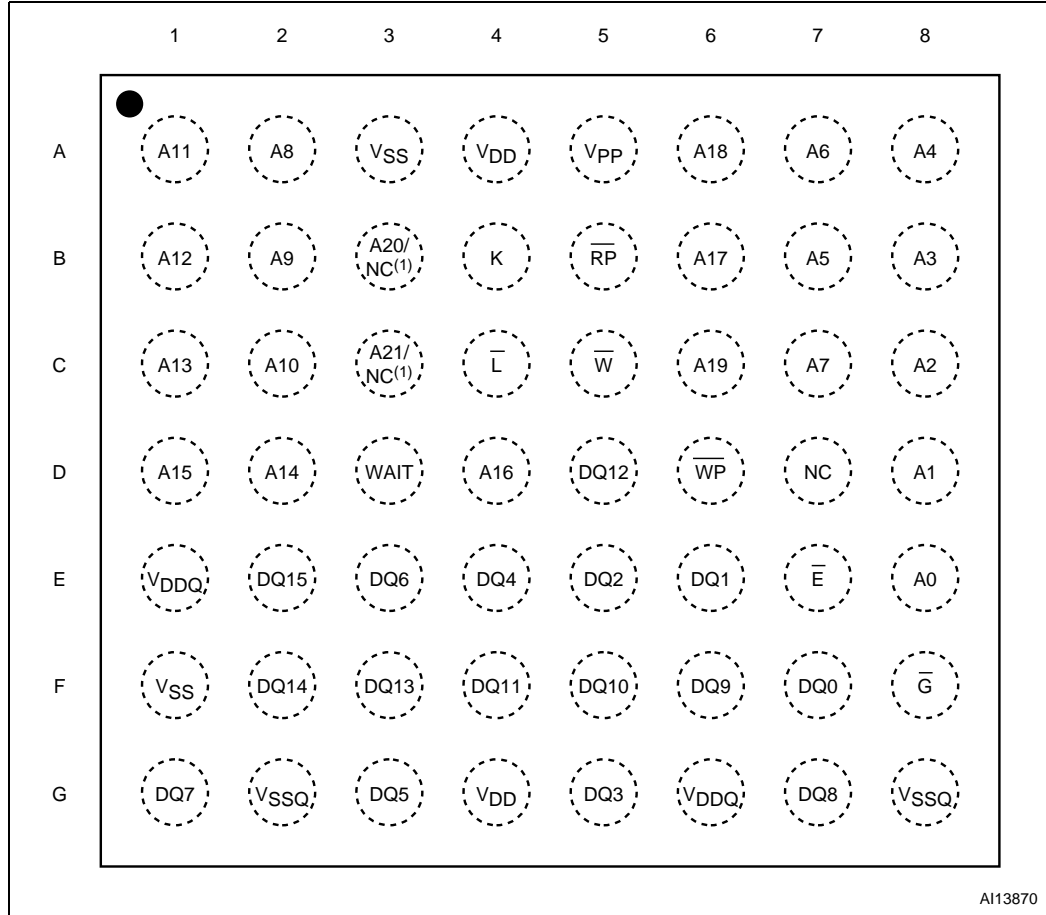 1 2 3 4 5 6 7 8
A A11 A8 VSS VDD VPP A18 A6 A4
B A12 A9 A20/NC(1) K R̅P̅ A17 A5 A3
C A13 A10 A21/NC(1) L̅ W̅ A19 A7 A2
D A15 A14 WAIT A16 DQ12 W̅P̅ NC A1
E VDDQ DQ15 DQ6 DQ4 DQ2 DQ1 E̅ A0
F VSS DQ14 DQ13 DQ11 DQ10 DQ9 DQ0 G̅
G DQ7 VSSQ DQ5 VDD DQ3 VDDQ DQ8 VSSQ
AI13870